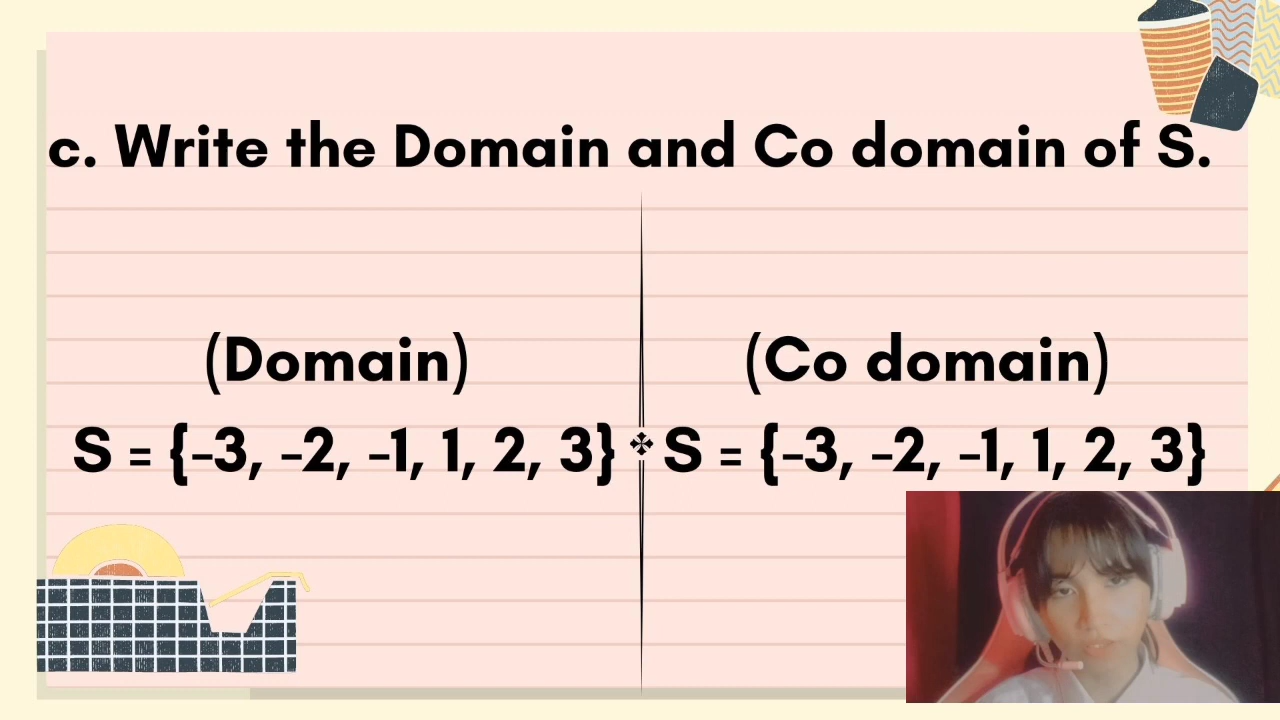 c. Write the Domain and Co domain of S.
(Domain)
S = {-3, -2, -1, 1, 2, 3}
(Co domain)
S = {-3, -2, -1, 1, 2, 3}